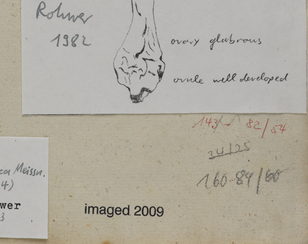 Rohwer
1982
ovary glabrous
ovule well developed
143 - 82/54
34/25
160-84/60
Meissn.
4)
wer
3
imaged 2009